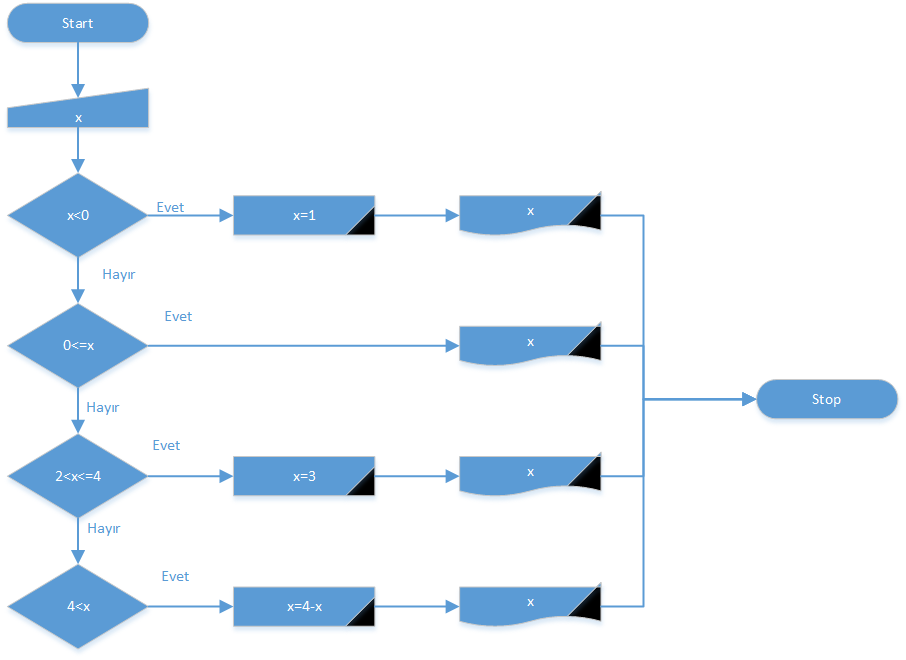 Start
x
x<0
Evet
x=1
x
Hayır
Evet
0<=x
x
Hayır
Stop
Evet
2<x<=4
x=3
x
Hayır
Evet
4<x
x=4-x
x